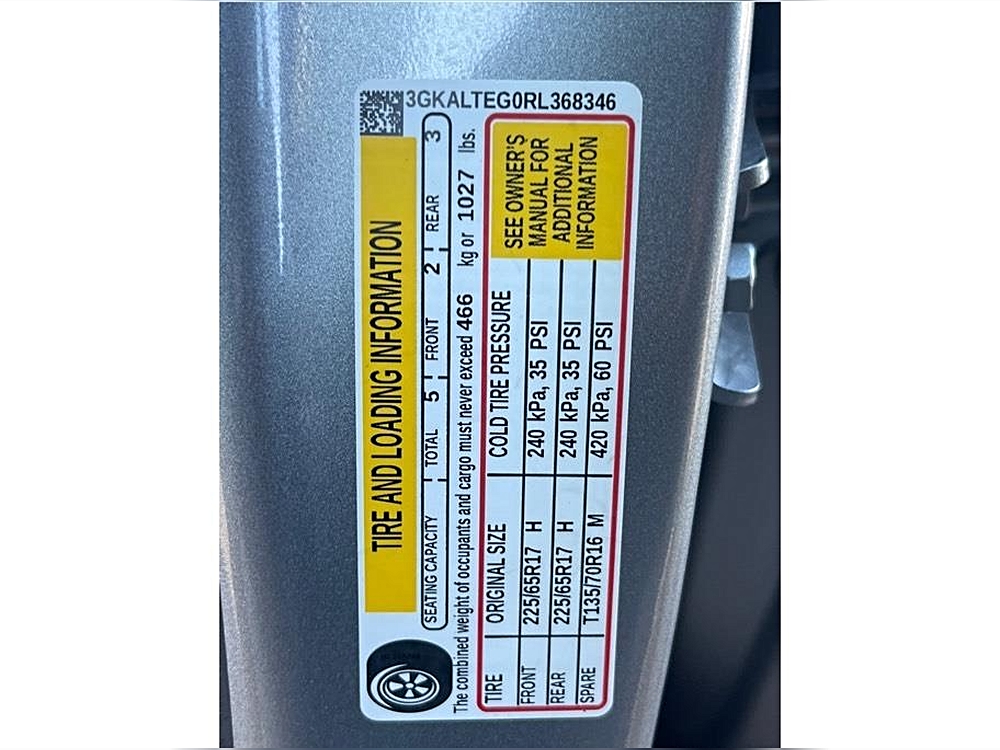 3GKALTEG0RL368346
TIRE AND LOADING INFORMATION
SEATING CAPACITY TOTAL 5 FRONT 2 REAR 3
The combined weight of occupants and cargo must never exceed 466 kg or 1027 lbs.
TIRE ORIGINAL SIZE COLD TIRE PRESSURE
FRONT 225/65R17 H 240 kPa, 35 PSI
REAR 225/65R17 H 240 kPa, 35 PSI
SPARE T135/70R16 M 420 kPa, 60 PSI
SEE OWNER'S
MANUAL FOR
ADDITIONAL
INFORMATION